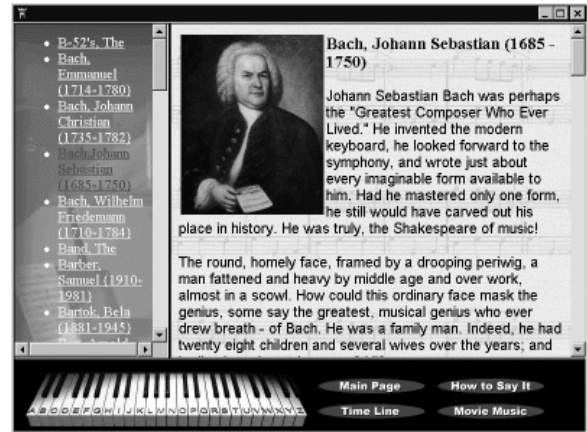 B-52's, The
Bach,
Emmanuel
(1714-1780)
Bach, Johann
Christian
(1735-1782)
Bach,Johann
Sebastian
(1685-1750)
Bach, Wilhelm
Friedemann
(1710-1784)
Band, The
Barber,
Samuel (1910-
1981)
Bartok, Bela
(1881-1945)
Bach, Johann Sebastian (1685 -
1750)
Johann Sebastian Bach was perhaps
the "Greatest Composer Who Ever
Lived." He invented the modern
keyboard, he looked forward to the
symphony, and wrote just about
every imaginable form available to
him. Had he mastered only one form,
he still would have carved out his
place in history. He was truly, the Shakespeare of music!
The round, homely face, framed by a drooping periwig, a
man fattened and heavy by middle age and over work,
almost in a scowl. How could this ordinary face mask the
genius, some say the greatest, musical genius who ever
drew breath - of Bach. He was a family man. Indeed, he had
twenty eight children and several wives over the years; and
A B C D E F G H I J K L M N O P Q R S T U V W X Y Z
Main Page
How to Say It
Time Line
Movie Music